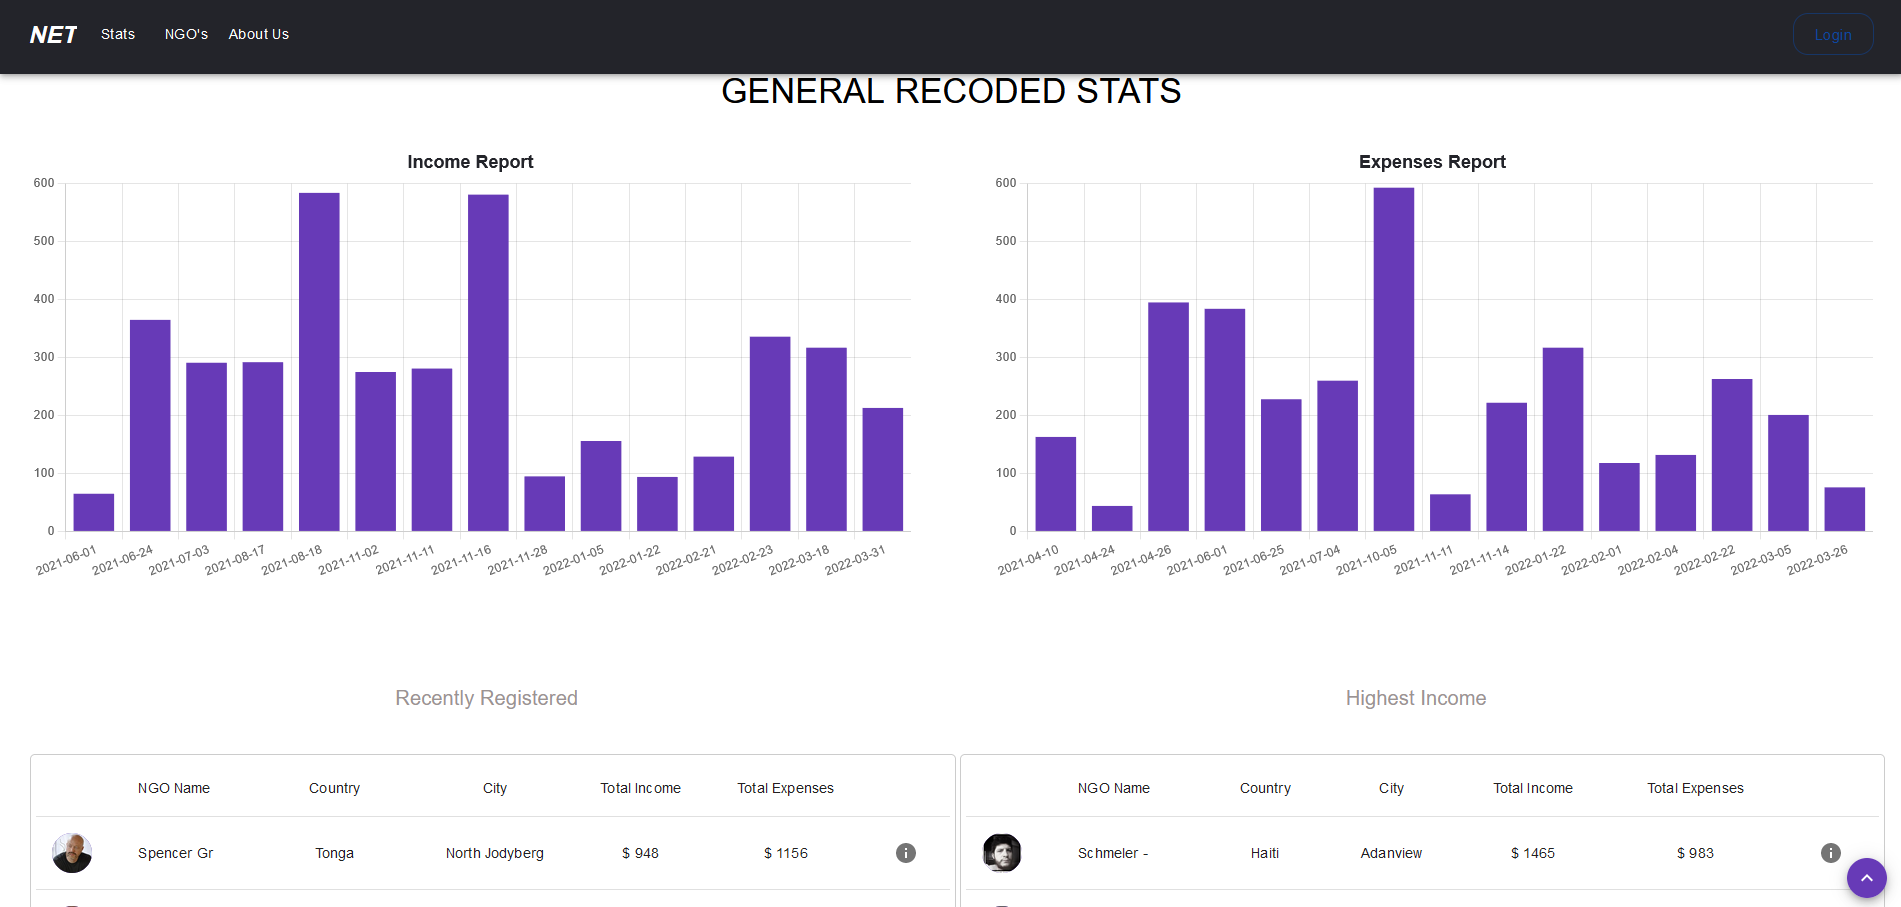 NET Stats NGO's About Us Login
GENERAL RECODED STATS
Income Report
600
500
400
300
200
100
0
2021-06-01 2021-06-24 2021-07-03 2021-08-17 2021-08-18 2021-11-02 2021-11-11 2021-11-16 2021-11-28 2022-01-05 2022-01-22 2022-02-21 2022-02-23 2022-03-18 2022-03-31
Expenses Report
600
500
400
300
200
100
0
2021-04-10 2021-04-24 2021-04-26 2021-06-01 2021-06-25 2021-07-04 2021-10-05 2021-11-11 2021-11-14 2022-01-22 2022-02-01 2022-02-04 2022-02-22 2022-03-05 2022-03-26
Recently Registered
NGO Name Country City Total Income Total Expenses
Spencer Gr Tonga North Jodyberg $ 948 $ 1156
Highest Income
NGO Name Country City Total Income Total Expenses
Schmeler - Haiti Adanview $ 1465 $ 983